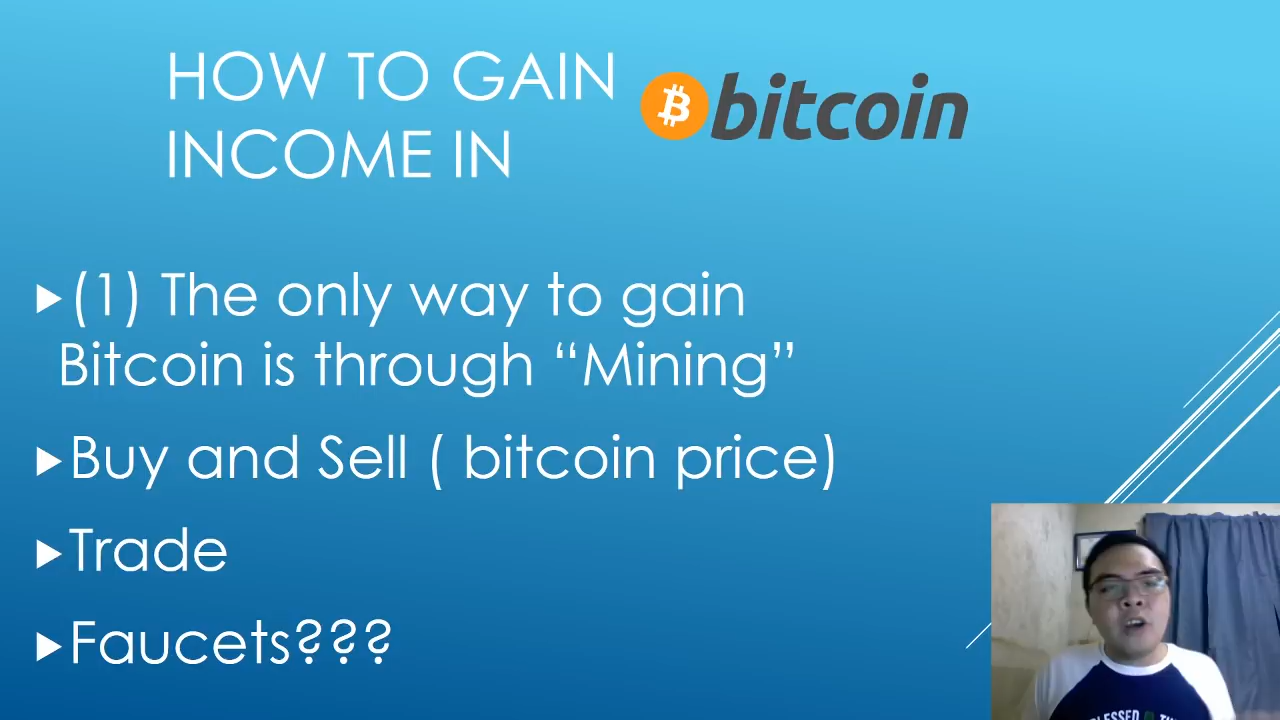 HOW TO GAIN
INCOME IN
bitcoin
▶(1) The only way to gain
Bitcoin is through “Mining”
▶Buy and Sell ( bitcoin price)
▶Trade
▶Faucets???